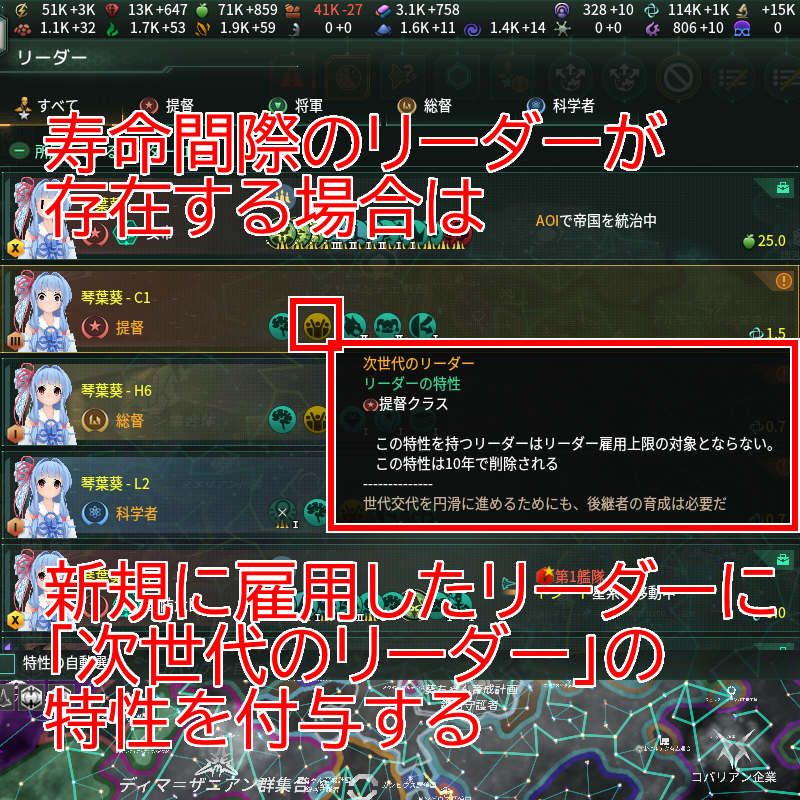 51K+3K 13K+647 71K+859 41K-27 3.1K+758 328+10 114K+1K +15K
1.1K+32 1.7K+53 1.9K+59 0+0 1.6K+11 1.4K+14 0+0 806+10 0
リーダー
すべて 提督 将軍 総督 科学者
寿命間際のリーダーが
存在する場合は
AOIで帝国を統治中
25.0
琴葉葵 - C1
提督
1.5
次世代のリーダー
リーダーの特性
提督クラス
この特性を持つリーダーはリーダー雇用上限の対象とならない。
この特性は10年で削除される
--------------
世代交代を円滑に進めるためにも、後継者の育成は必要だ
琴葉葵 - H6
総督
0.7
琴葉葵 - L2
科学者
0.7
第1艦隊
新規に雇用したリーダーに
「次世代のリーダー」の
特性を付与する
特性の自動選
ディマ＝ザニアン群集合
コバリアン企業